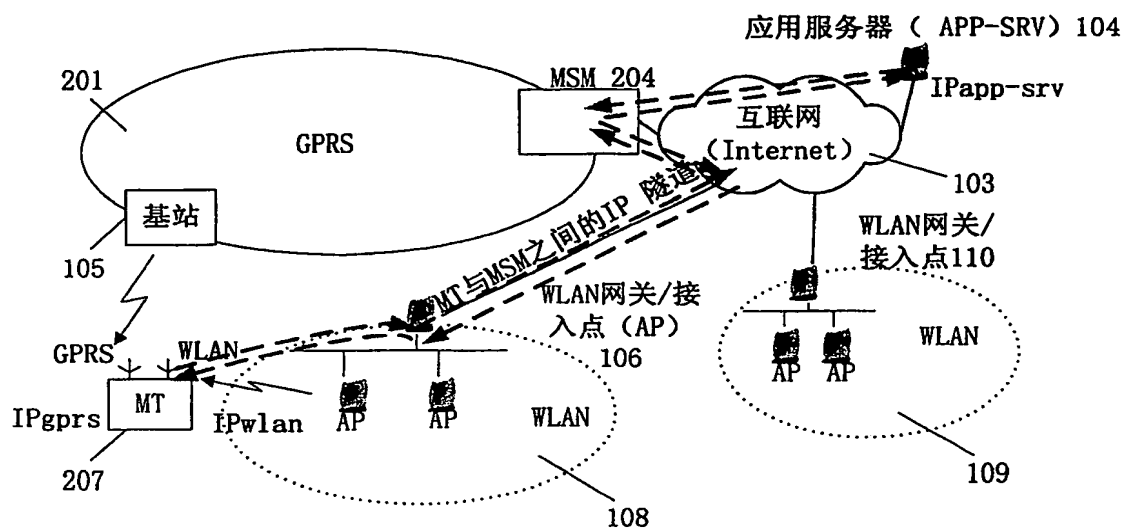 应用服务器（ APP-SRV）104
201
MSM 204
IPapp-srv
GPRS
互联网
（Internet）
103
基站
105
MT与MSM之间的IP 隧道
WLAN网关/
接入点110
WLAN网关/接
入点（AP）
106
GPRS
WLAN
MT
IPgprs
IPwlan
AP
AP
WLAN
AP
AP
WLAN
207
108
109